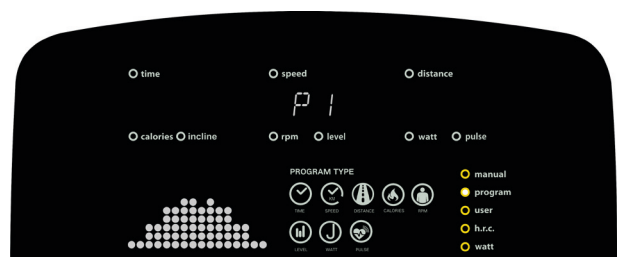 time speed distance
P1
calories incline rpm level watt pulse
PROGRAM TYPE
manual
KM
TIME SPEED DISTANCE CALORIES RPM
program
user
h.r.c.
LEVEL WATT PULSE
watt